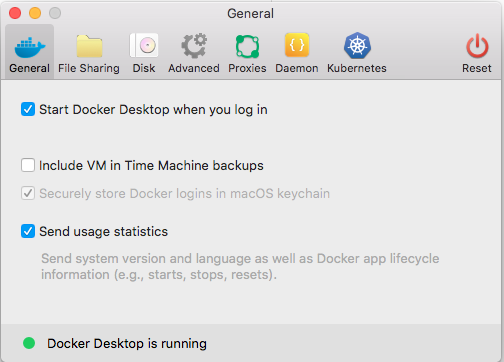 General
General File Sharing Disk Advanced Proxies Daemon Kubernetes Reset
Start Docker Desktop when you log in
Include VM in Time Machine backups
Securely store Docker logins in macOS keychain
Send usage statistics
Send system version and language as well as Docker app lifecycle
information (e.g., starts, stops, resets).
Docker Desktop is running